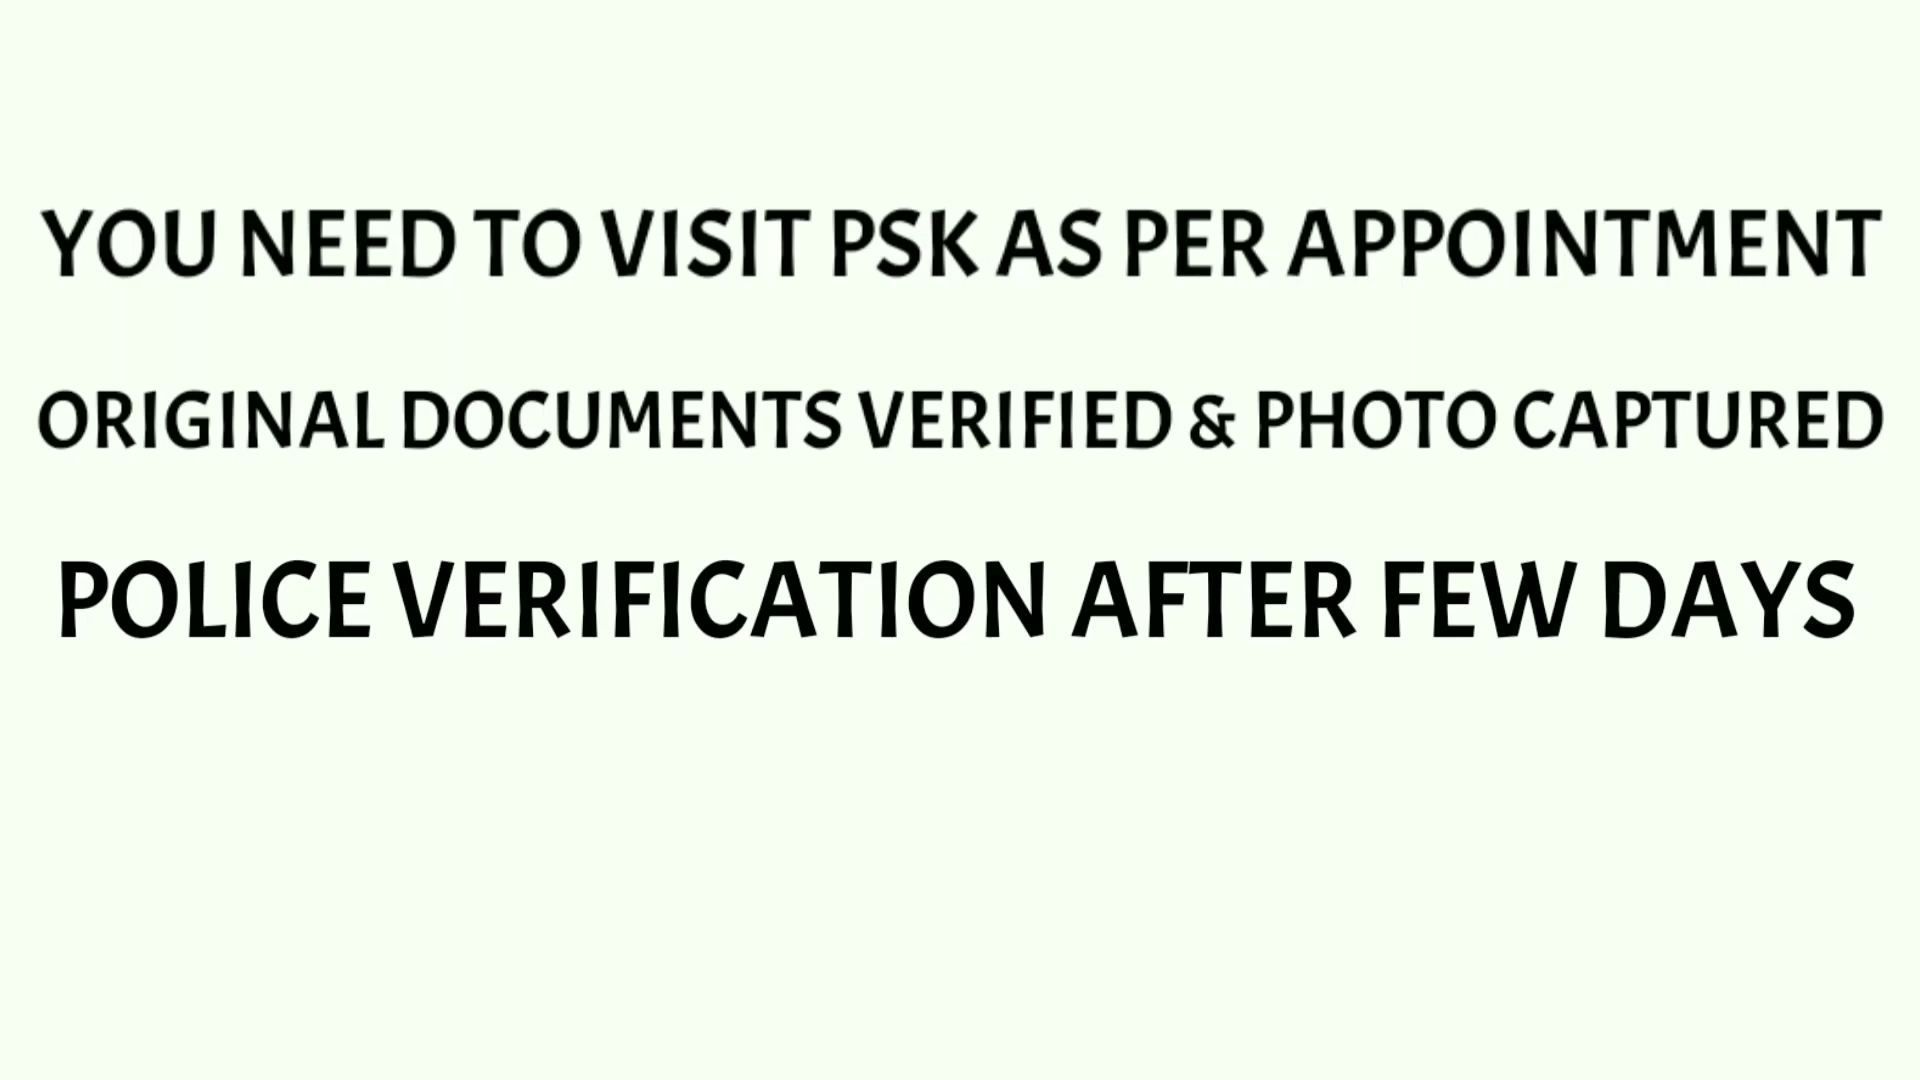 YOU NEED TO VISIT PSK AS PER APPOINTMENT
ORIGINAL DOCUMENTS VERIFIED & PHOTO CAPTURED
POLICE VERIFICATION AFTER FEW DAYS